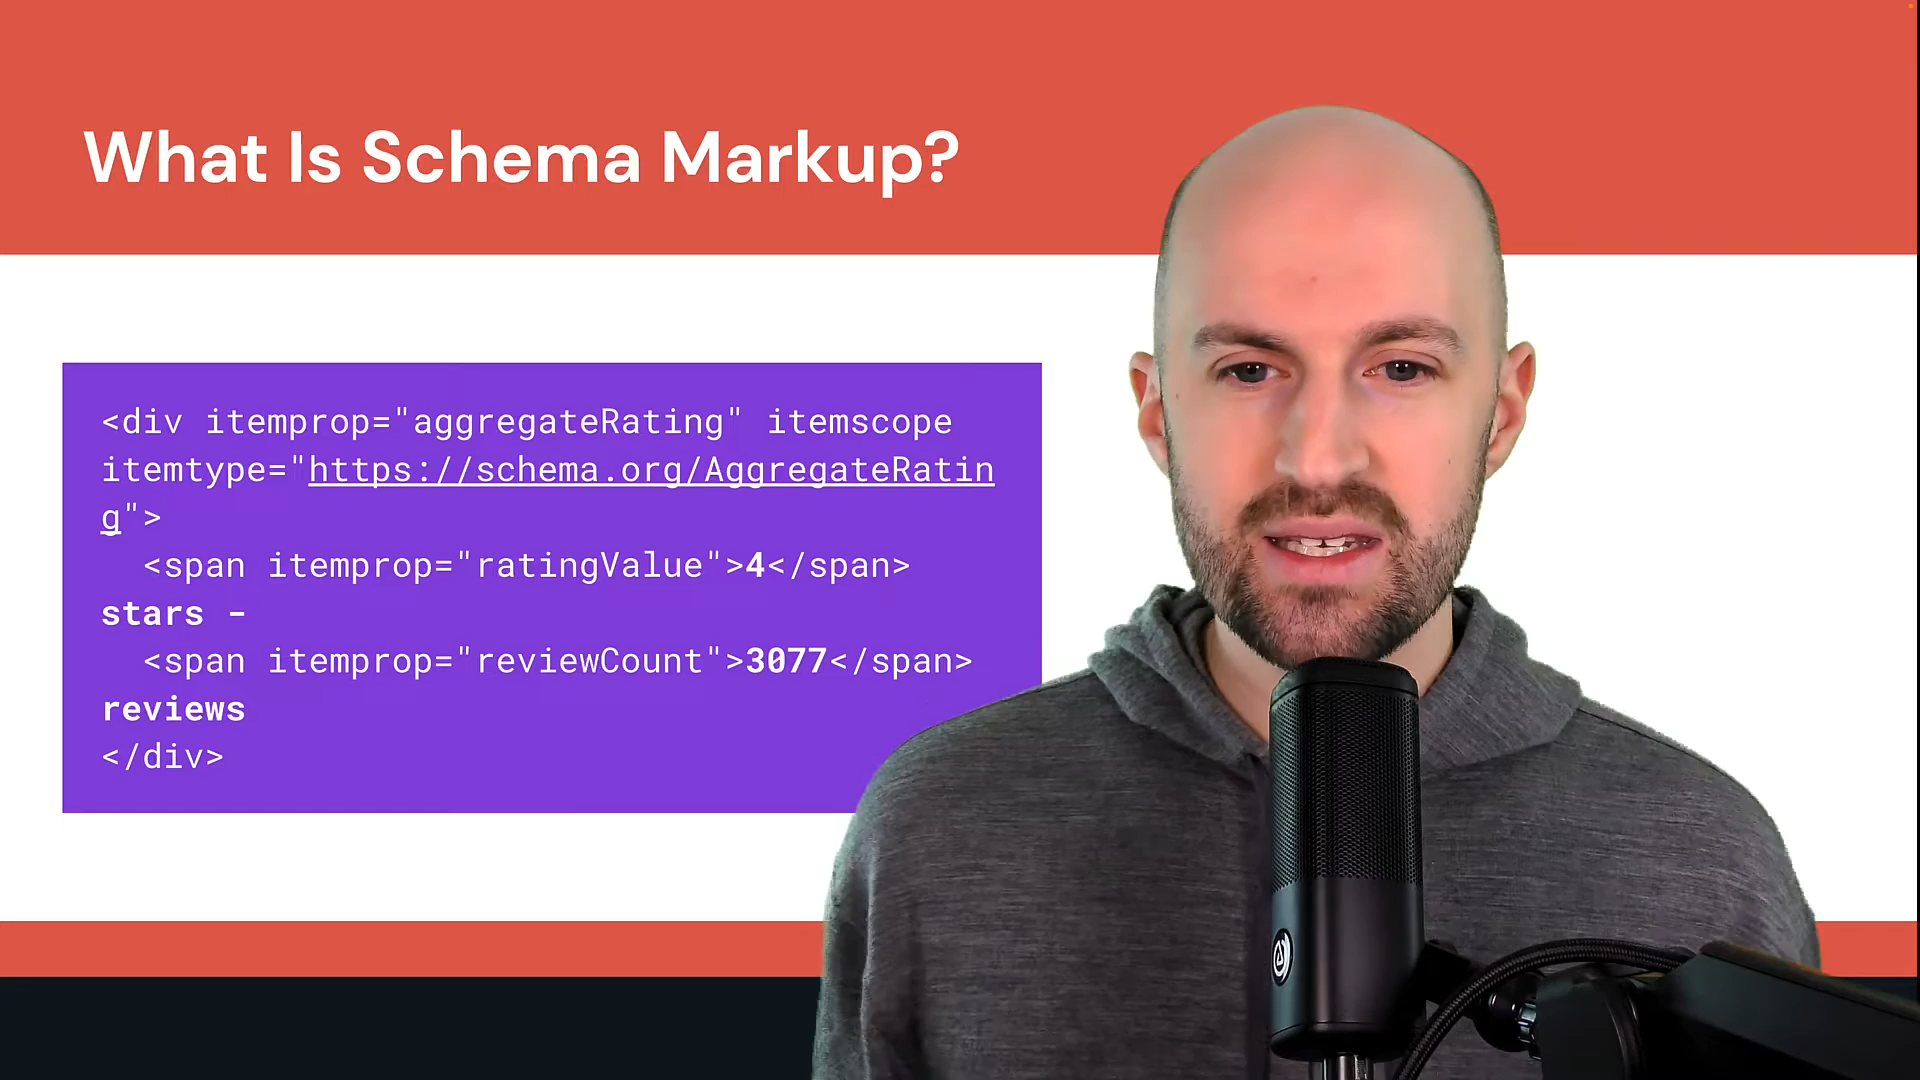 What Is Schema Markup?
<div itemprop="aggregateRating" itemscope
itemtype="https://schema.org/AggregateRatin
g">
<span itemprop="ratingValue">4</span>
stars -
<span itemprop="reviewCount">3077</span>
reviews
</div>